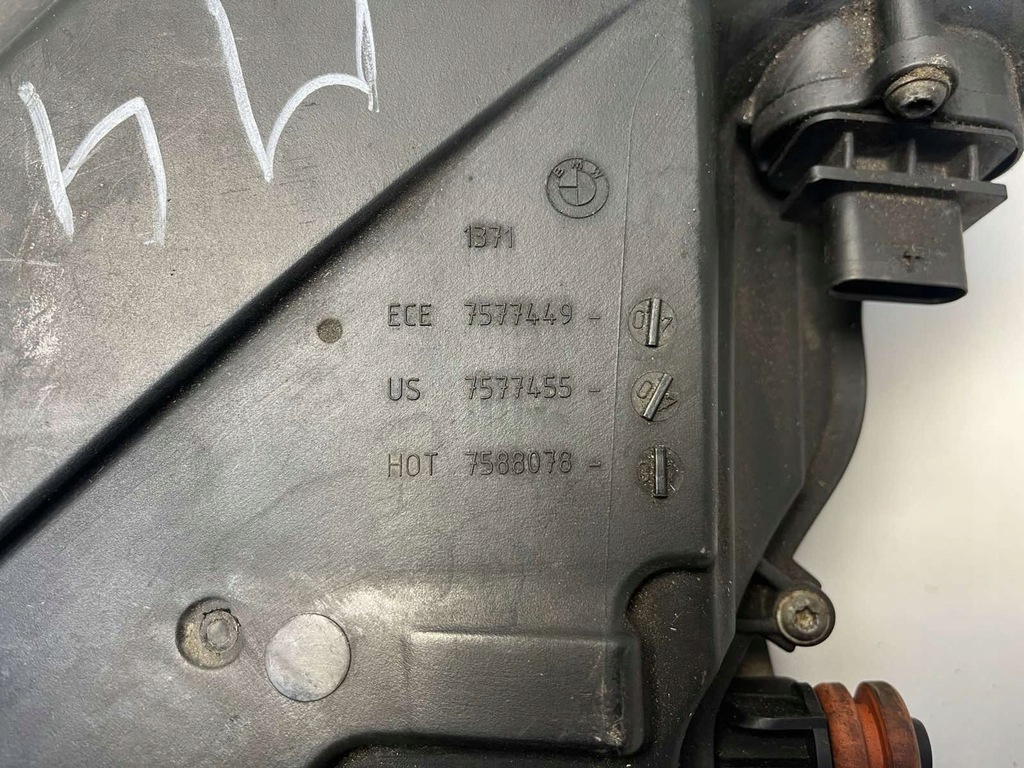 BMW
1371
ECE 7577449 -
US 7577455 -
HOT 7588078 -